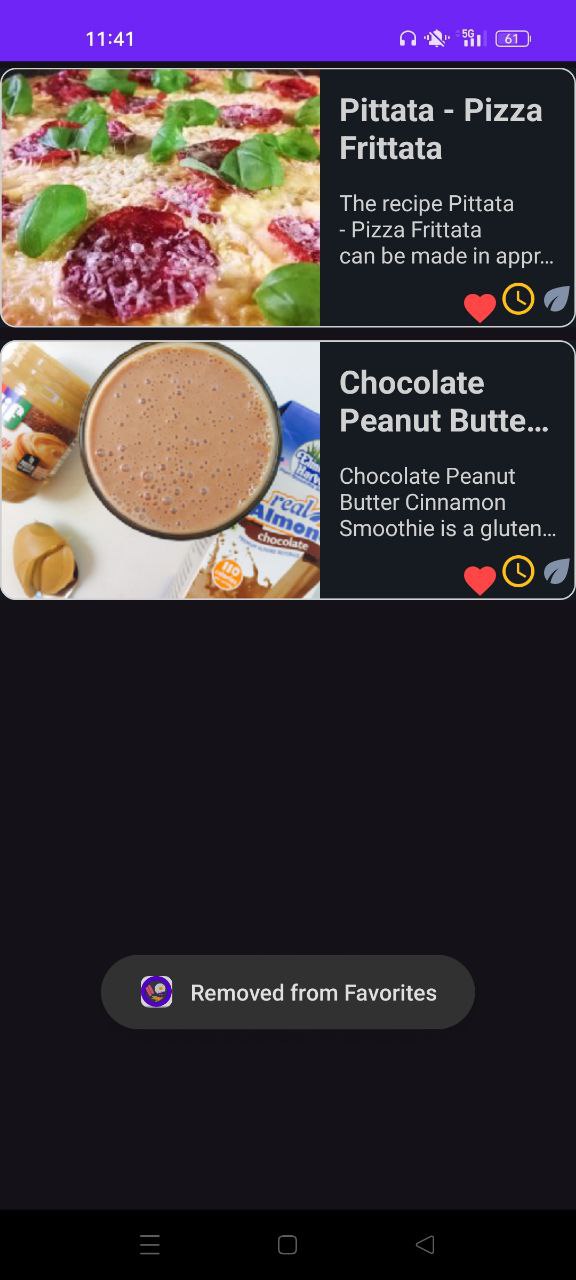 11:41
5G
61
Pittata - Pizza
Frittata
The recipe Pittata
- Pizza Frittata
can be made in appr...
Chocolate
Peanut Butte...
Chocolate Peanut
Butter Cinnamon
Smoothie is a gluten...
real
Almond
chocolate
110
Removed from Favorites